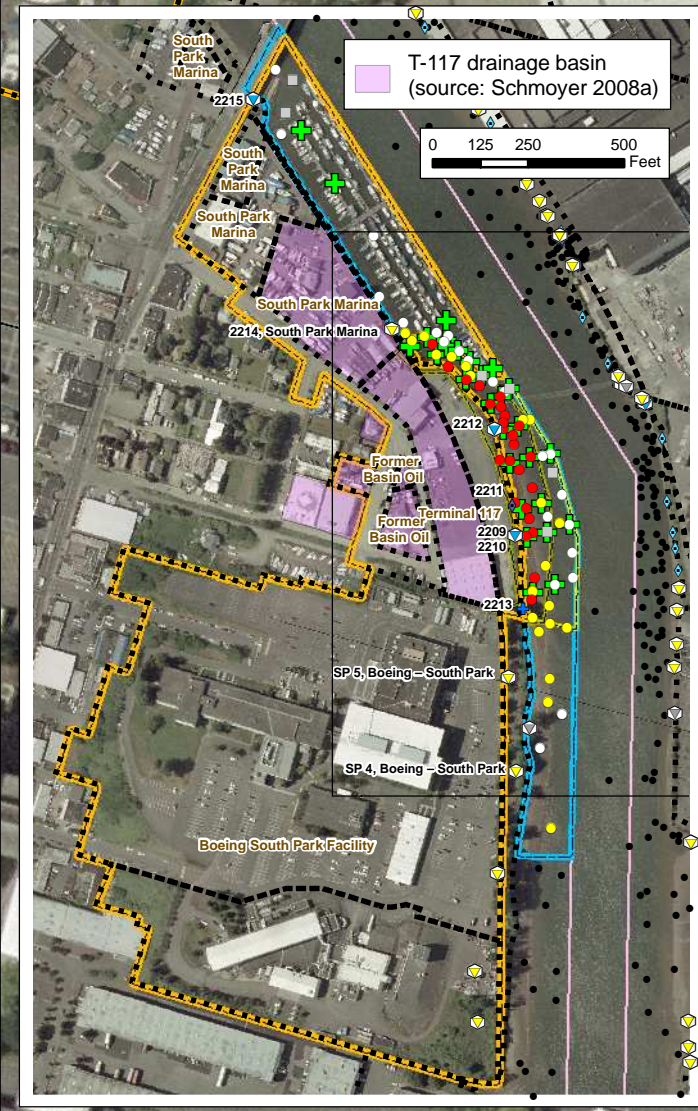 South
Park
Marina
T-117 drainage basin
(source: Schmoyer 2008a)
2215
0 125 250 500
Feet
South
Park
Marina
South Park
Marina
South Park Marina
2214, South Park Marina
2212
Former
Basin Oil
2211
Former
Basin Oil
Terminal 117
2209
2210
2213
SP 5, Boeing – South Park
SP 4, Boeing – South Park
Boeing South Park Facility